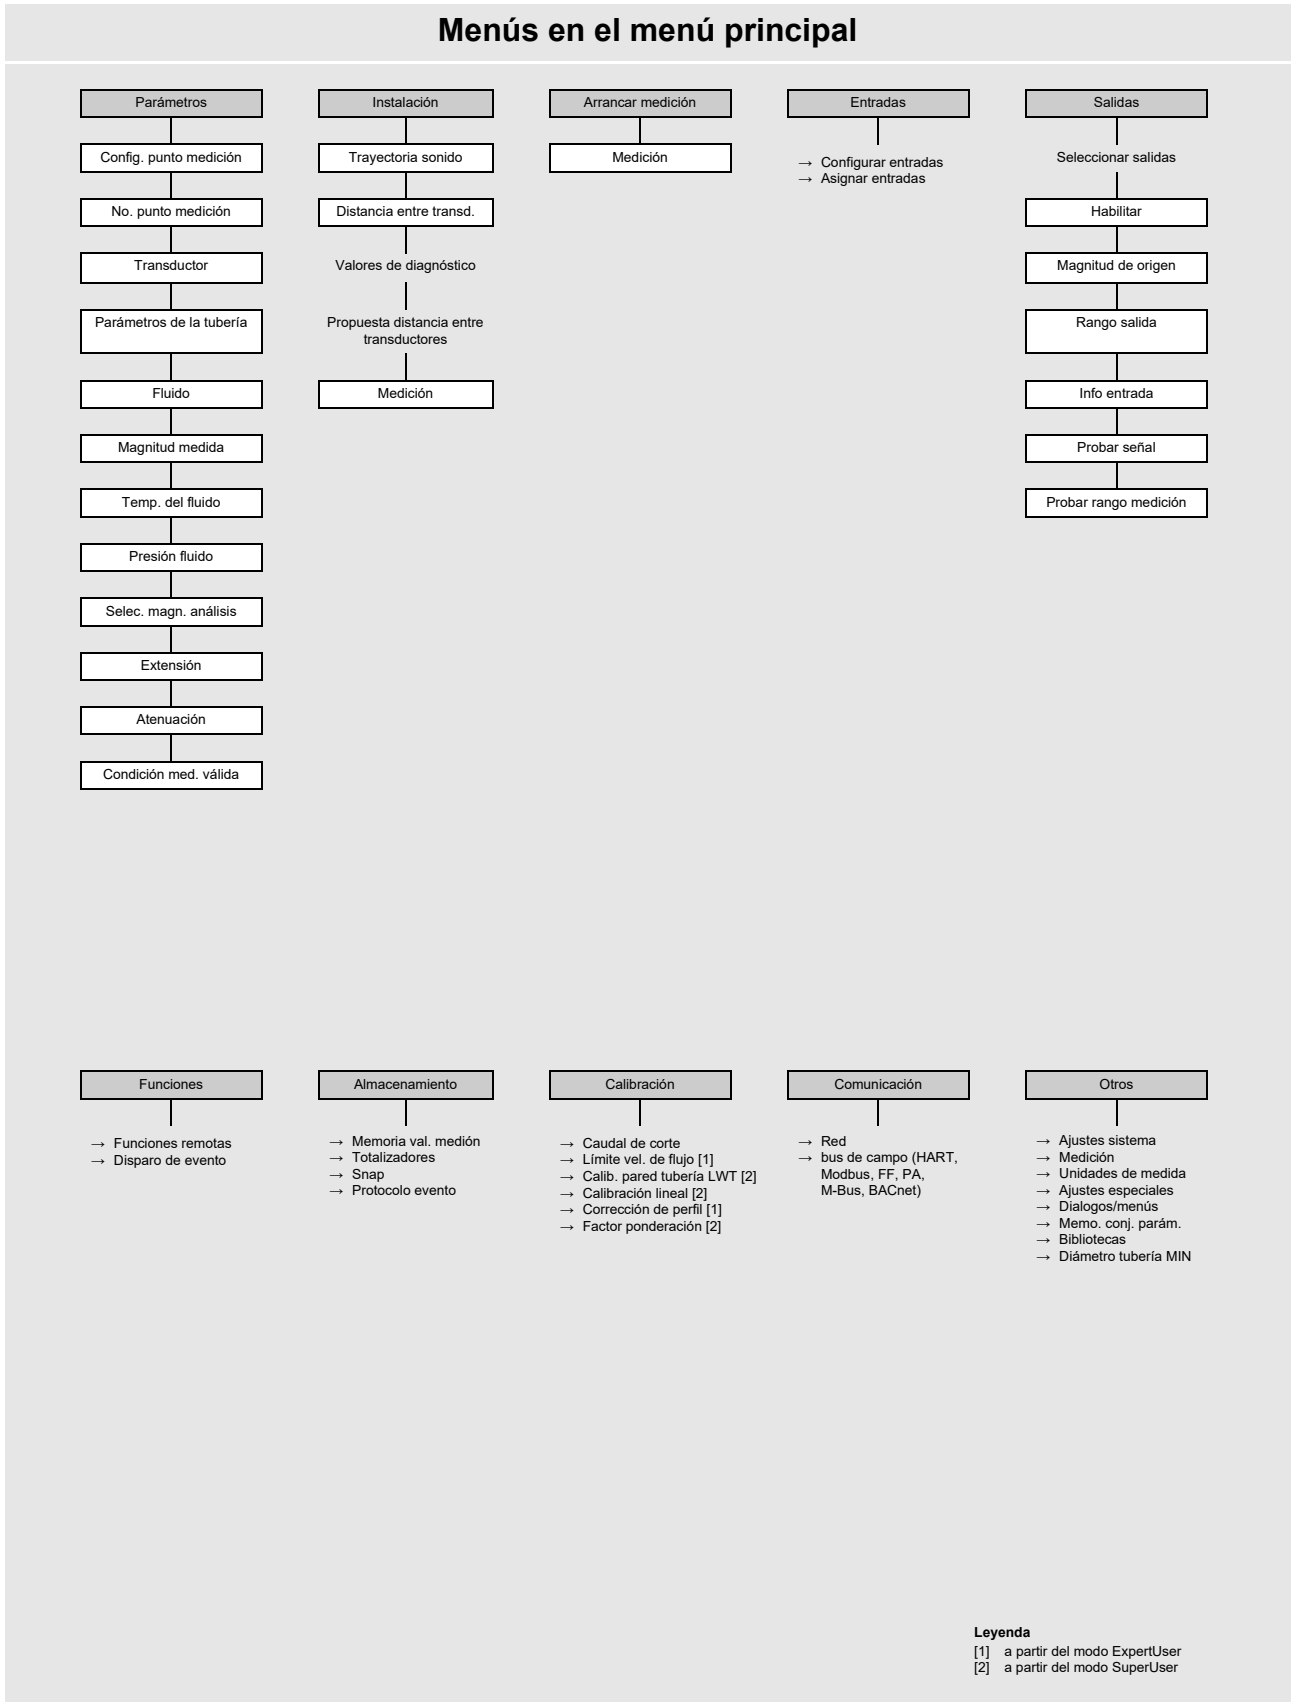 Menús en el menú principal
Parámetros
Config. punto medición
No. punto medición
Transductor
Parámetros de la tubería
Fluido
Magnitud medida
Temp. del fluido
Presión fluido
Selec. magn. análisis
Extensión
Atenuación
Condición med. válida
Instalación
Trayectoria sonido
Distancia entre transd.
Valores de diagnóstico
Propuesta distancia entre
transductores
Medición
Arrancar medición
Medición
Entradas
→ Configurar entradas
→ Asignar entradas
Salidas
Seleccionar salidas
Habilitar
Magnitud de origen
Rango salida
Info entrada
Probar señal
Probar rango medición
Funciones
→ Funciones remotas
→ Disparo de evento
Almacenamiento
→ Memoria val. medión
→ Totalizadores
→ Snap
→ Protocolo evento
Calibración
→ Caudal de corte
→ Límite vel. de flujo [1]
→ Calib. pared tubería LWT [2]
→ Calibración lineal [2]
→ Corrección de perfil [1]
→ Factor ponderación [2]
Comunicación
→ Red
→ bus de campo (HART,
Modbus, FF, PA,
M-Bus, BACnet)
Otros
→ Ajustes sistema
→ Medición
→ Unidades de medida
→ Ajustes especiales
→ Dialogos/menús
→ Memo. conj. parám.
→ Bibliotecas
→ Diámetro tubería MIN
Leyenda
[1] a partir del modo ExpertUser
[2] a partir del modo SuperUser